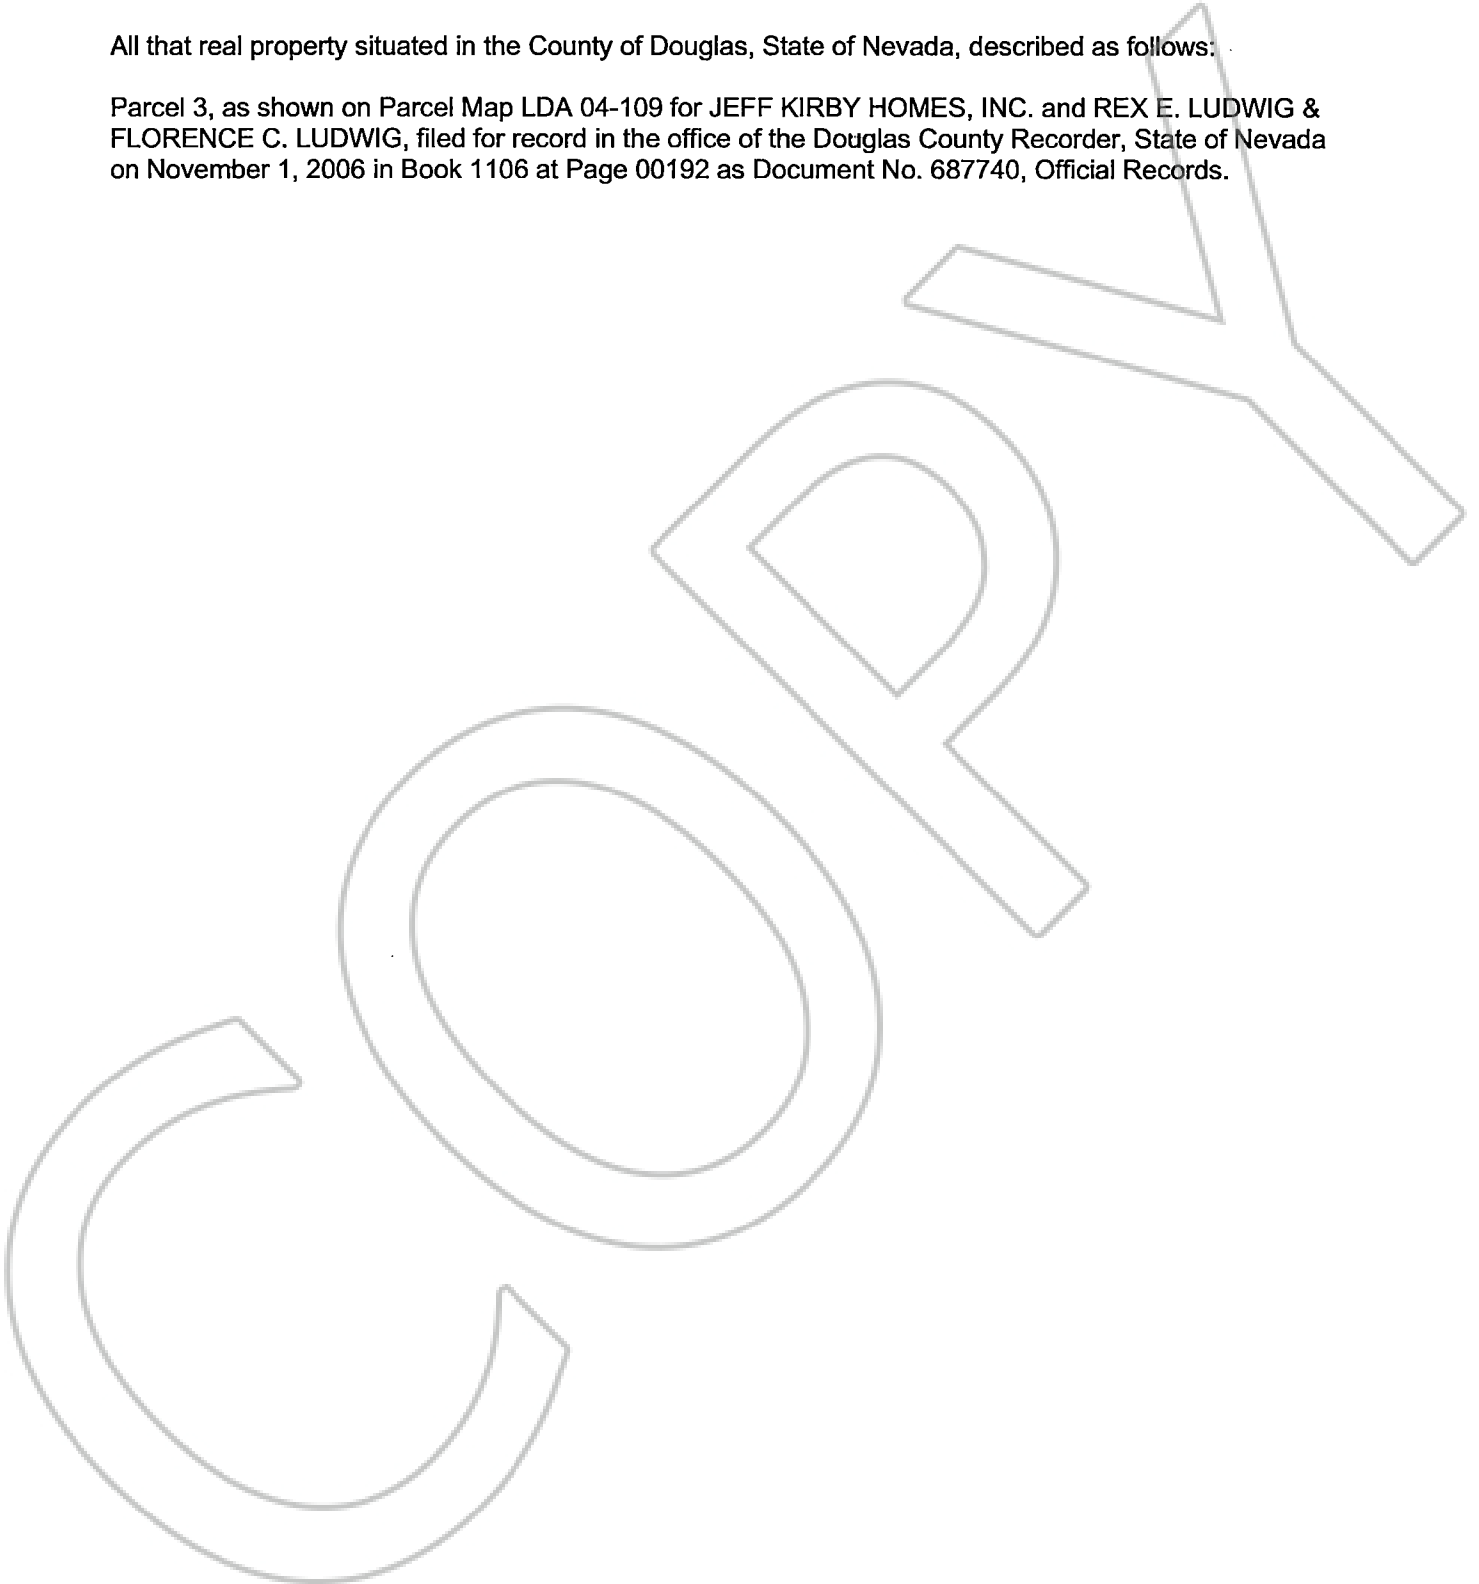 All that real property situated in the County of Douglas, State of Nevada, described as follows:
Parcel 3, as shown on Parcel Map LDA 04-109 for JEFF KIRBY HOMES, INC. and REX E. LUDWIG &
FLORENCE C. LUDWIG, filed for record in the office of the Douglas County Recorder, State of Nevada
on November 1, 2006 in Book 1106 at Page 00192 as Document No. 687740, Official Records.
COPY